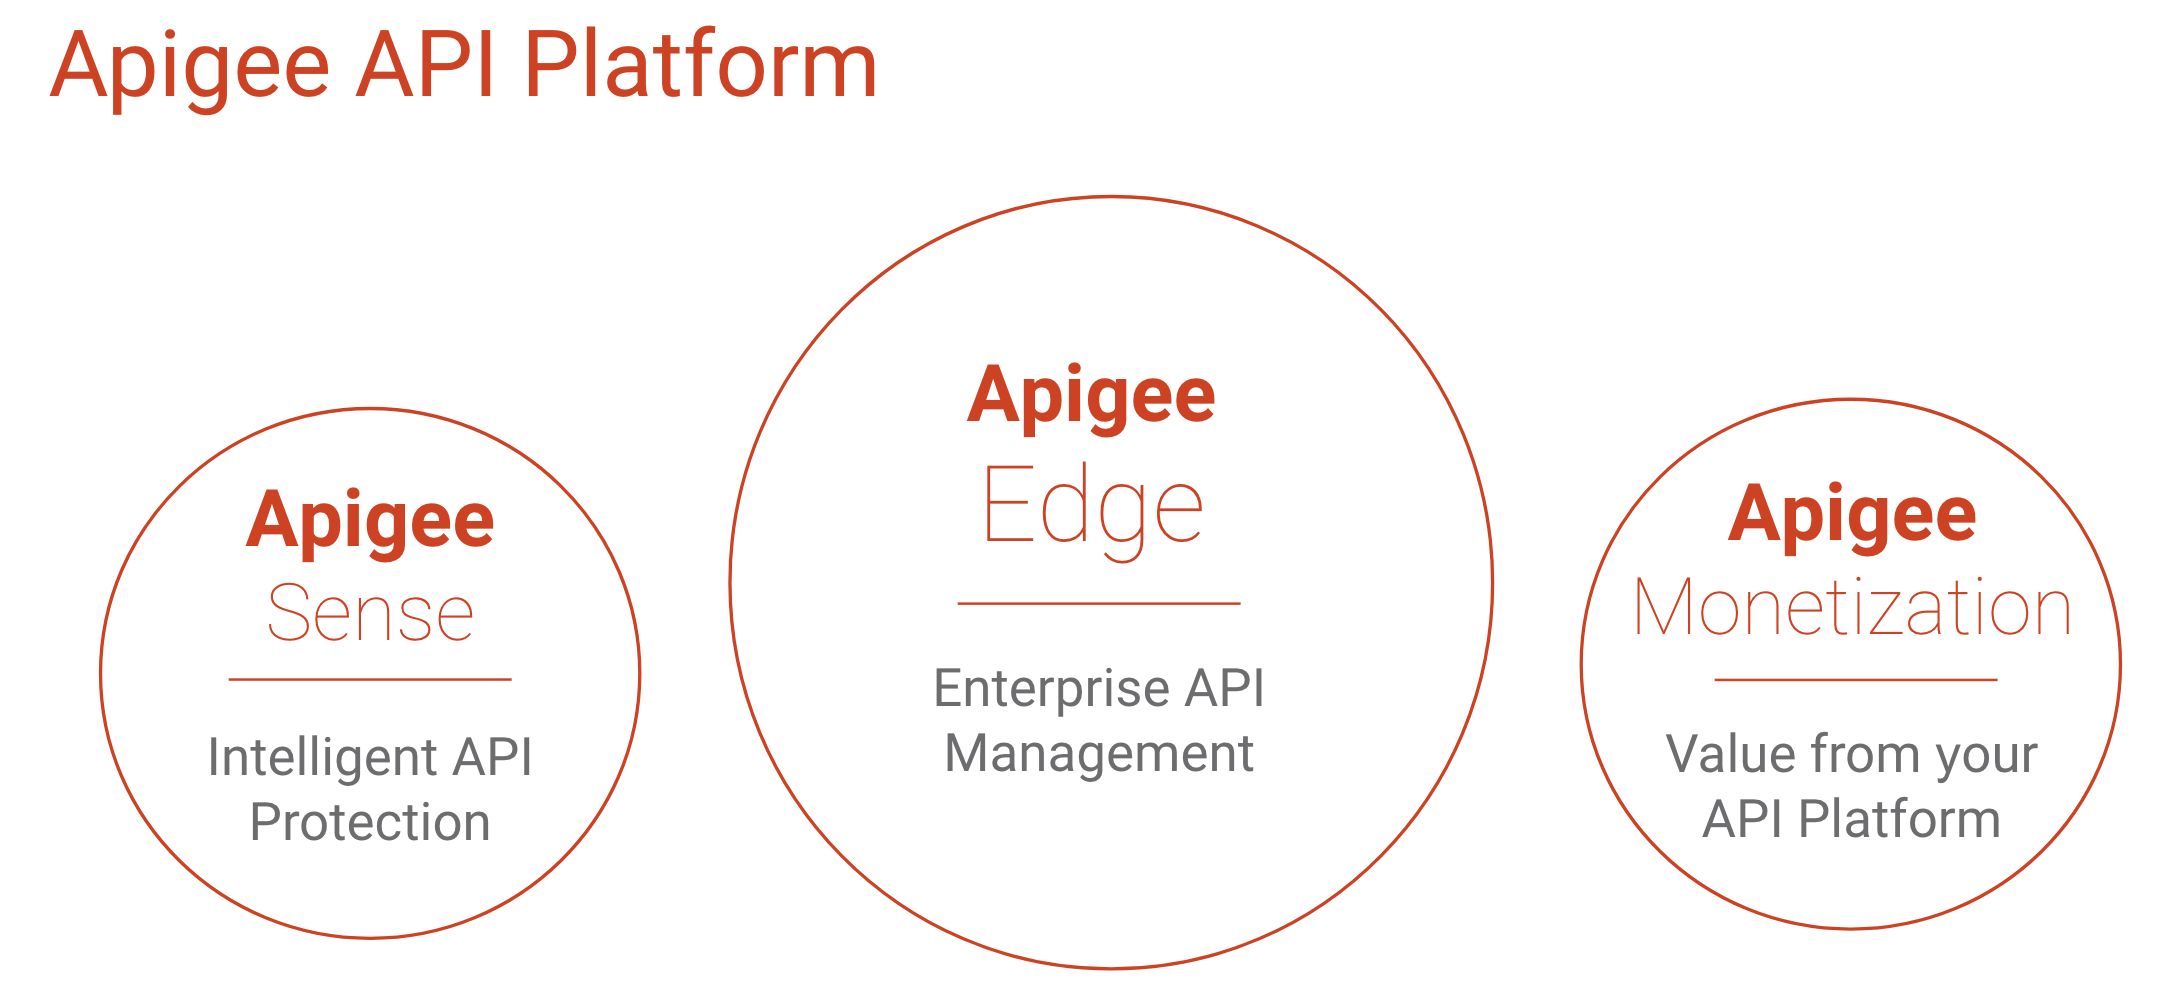 Apigee API Platform
Apigee
Sense
Intelligent API
Protection
Apigee
Edge
Enterprise API
Management
Apigee
Monetization
Value from your
API Platform